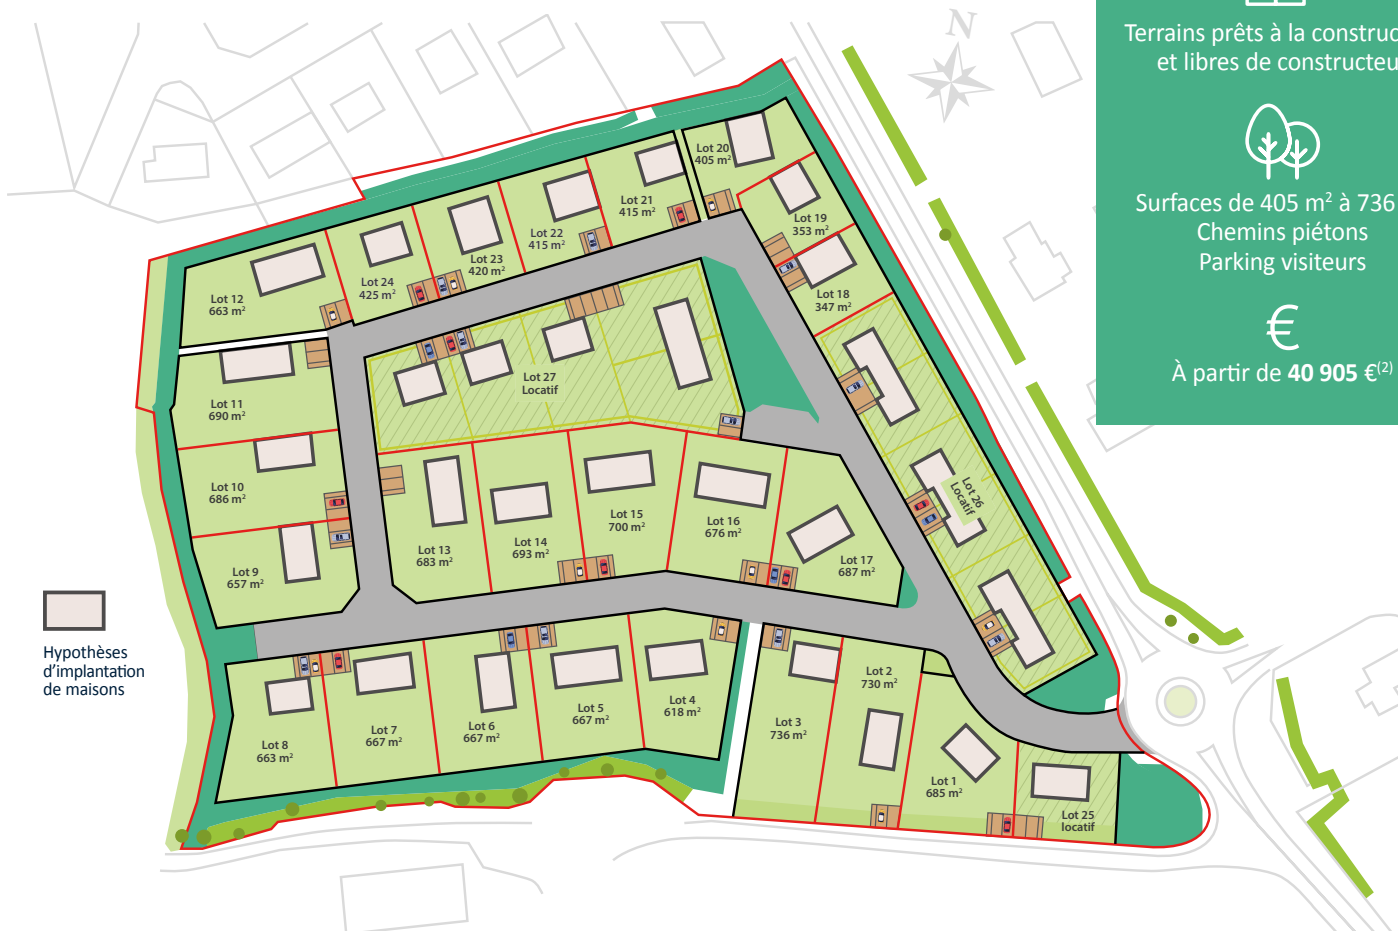 N
Terrains prêts à la construc
et libres de constructeu
Surfaces de 405 m² à 736
Chemins piétons
Parking visiteurs
€
À partir de 40 905 €(2)
Lot 20
405 m²
Lot 21
415 m²
Lot 19
353 m²
Lot 22
415 m²
Lot 23
420 m²
Lot 24
425 m²
Lot 18
347 m²
Lot 12
663 m²
Lot 27
Locatif
Lot 11
690 m²
Lot 10
686 m²
Lot 26
Locatif
Lot 15
700 m²
Lot 16
676 m²
Lot 14
693 m²
Lot 13
683 m²
Lot 17
687 m²
Lot 9
657 m²
Hypothèses
d'implantation
de maisons
Lot 2
730 m²
Lot 4
618 m²
Lot 5
667 m²
Lot 3
736 m²
Lot 6
667 m²
Lot 7
667 m²
Lot 8
663 m²
Lot 1
685 m²
Lot 25
locatif